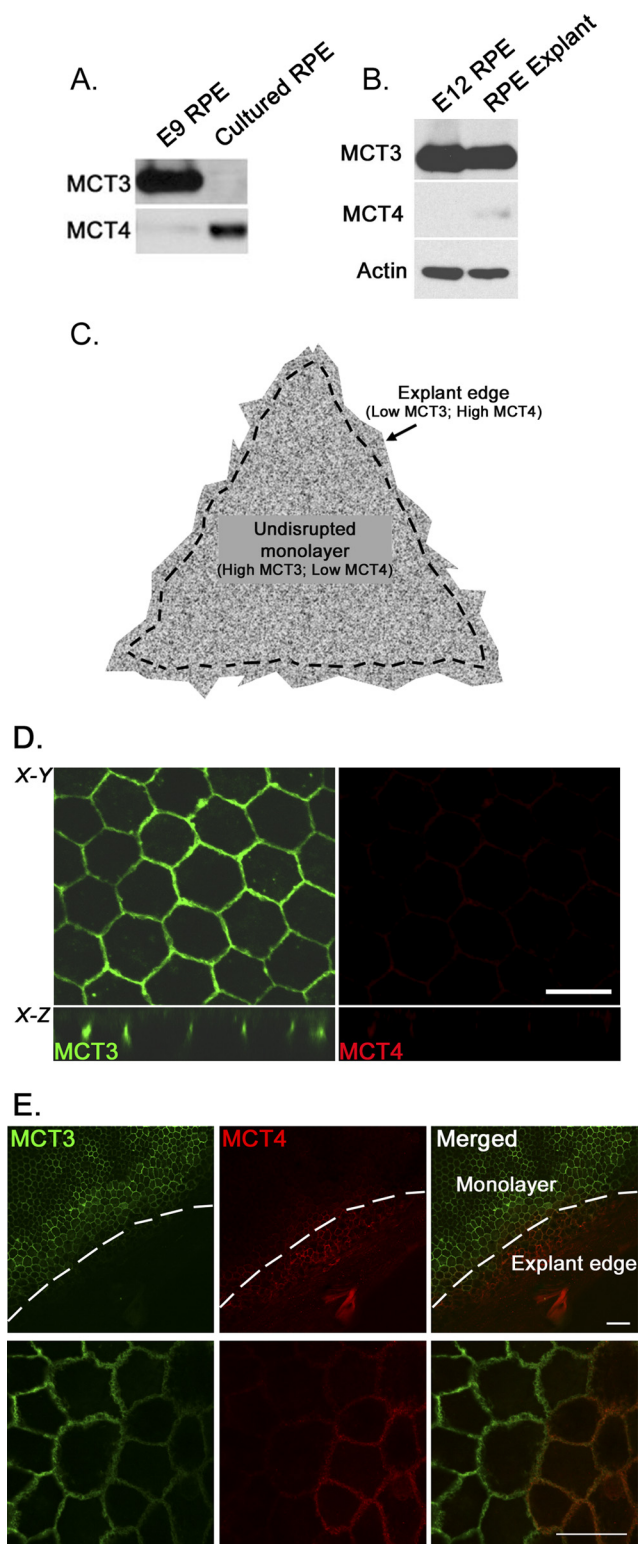 A.
E9 RPE
Cultured RPE
MCT3
MCT4
B.
E12 RPE
RPE Explant
MCT3
MCT4
Actin
C.
Explant edge
(Low MCT3; High MCT4)
Undisrupted
monolayer
(High MCT3; Low MCT4)
D.
X-Y
X-Z
MCT3
MCT4
E.
MCT3
MCT4
Merged
Monolayer
Explant edge